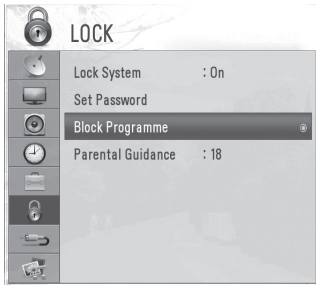 LOCK
Lock System : On
Set Password
Block Programme
Parental Guidance : 18